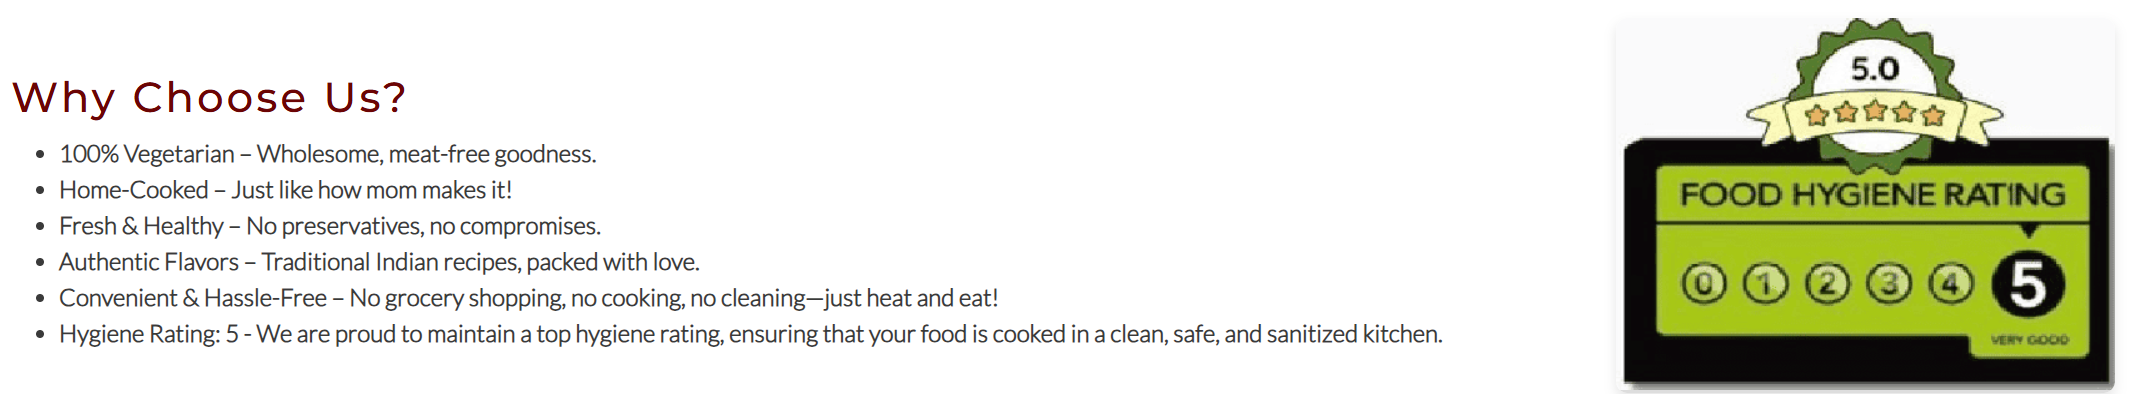 Why Choose Us?
• 100% Vegetarian – Wholesome, meat-free goodness.
• Home-Cooked – Just like how mom makes it!
• Fresh & Healthy – No preservatives, no compromises.
• Authentic Flavors – Traditional Indian recipes, packed with love.
• Convenient & Hassle-Free – No grocery shopping, no cooking, no cleaning—just heat and eat!
• Hygiene Rating: 5 - We are proud to maintain a top hygiene rating, ensuring that your food is cooked in a clean, safe, and sanitized kitchen.
5.0
FOOD HYGIENE RATING
0 1 2 3 4 5
VERY GOOD